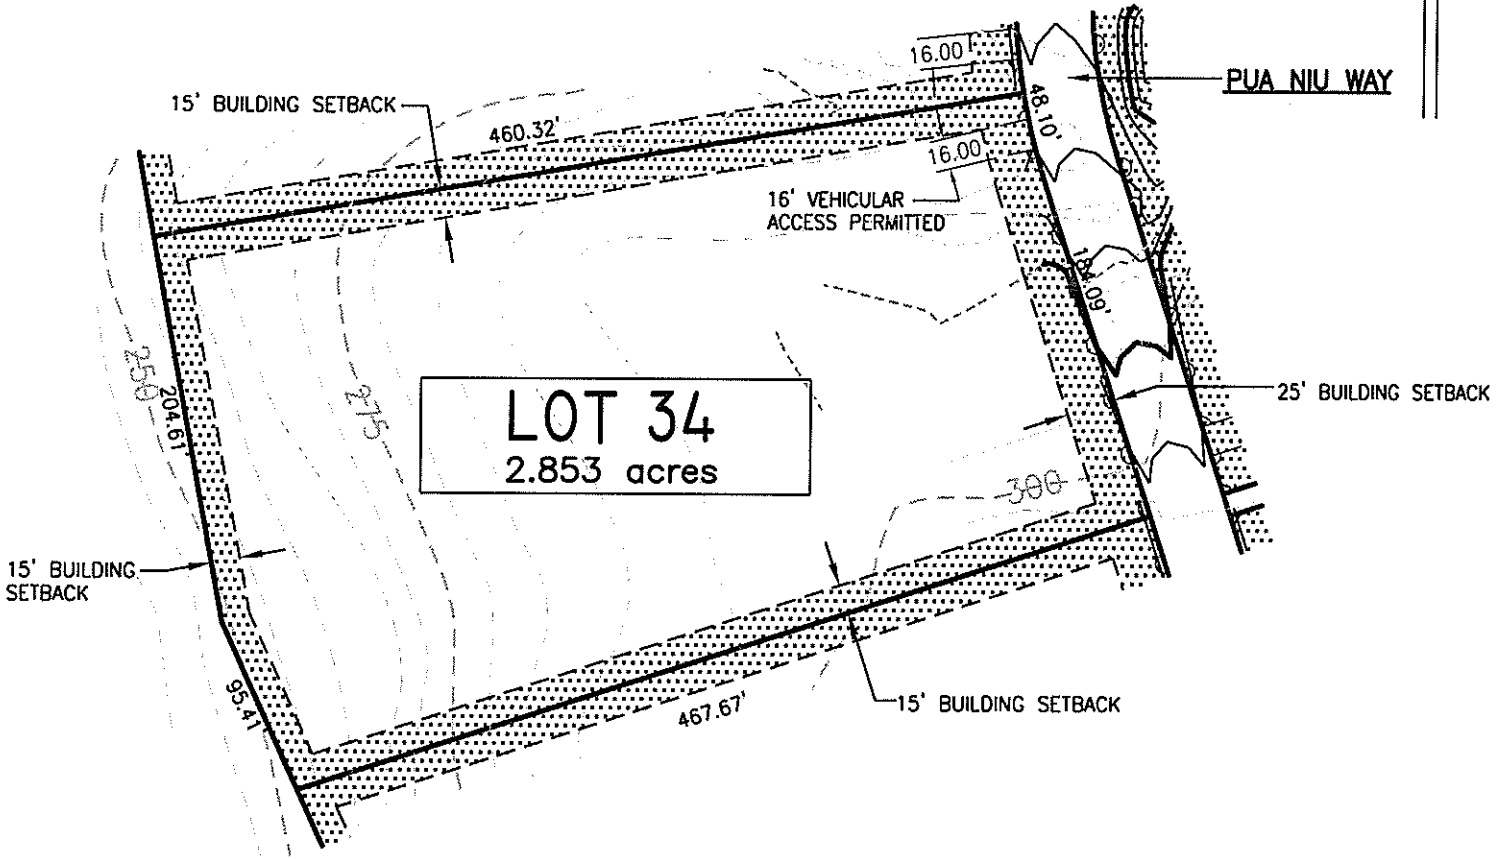 16.00
PUA NIU WAY
15' BUILDING SETBACK
460.32'
48.10'
16.00
16' VEHICULAR
ACCESS PERMITTED
184.09'
250
204.61'
275
LOT 34
2.853 acres
25' BUILDING SETBACK
300
15' BUILDING
SETBACK
95.41'
467.67'
15' BUILDING SETBACK